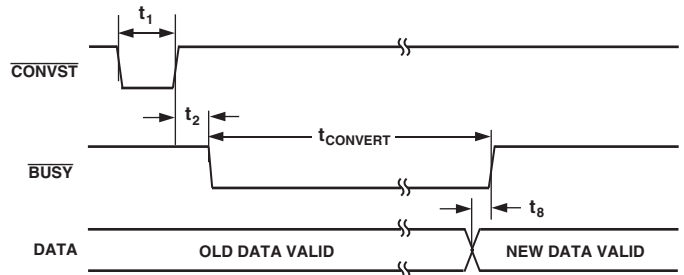 t1
CONVST
t2
tCONVERT
BUSY
t8
DATA
OLD DATA VALID
NEW DATA VALID